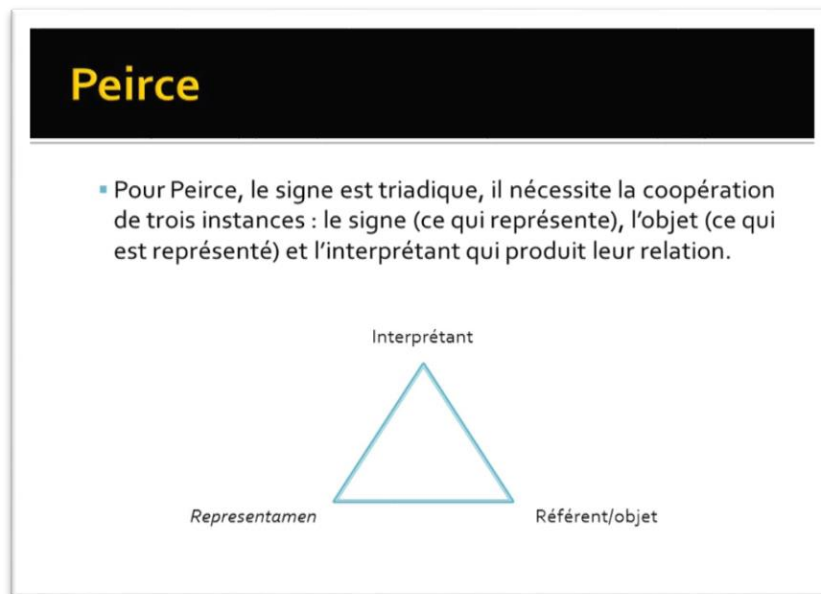 Peirce
Pour Peirce, le signe est triadique, il nécessite la coopération
de trois instances : le signe (ce qui représente), l'objet (ce qui
est représenté) et l'interprétant qui produit leur relation.
Interprétant
Representamen
Référent/objet